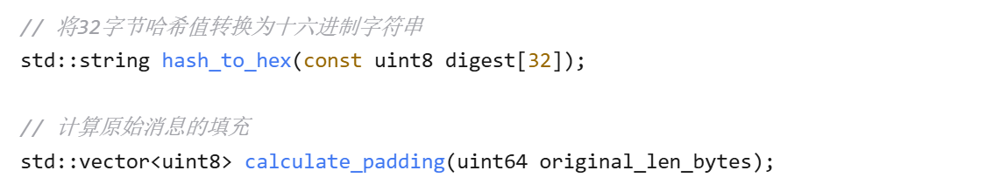 // 将32字节哈希值转换为十六进制字符串
std::string hash_to_hex(const uint8 digest[32]);
// 计算原始消息的填充
std::vector<uint8> calculate_padding(uint64 original_len_bytes);